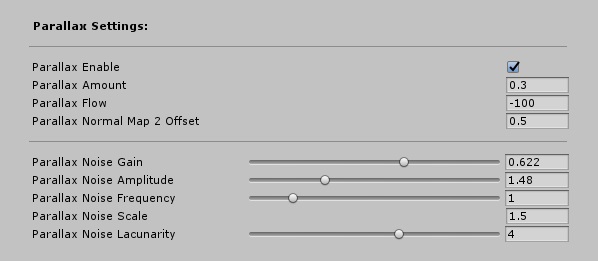 Parallax Settings:
Parallax Enable
Parallax Amount 0.3
Parallax Flow -100
Parallax Normal Map 2 Offset 0.5
Parallax Noise Gain 0.622
Parallax Noise Amplitude 1.48
Parallax Noise Frequency 1
Parallax Noise Scale 1.5
Parallax Noise Lacunarity 4